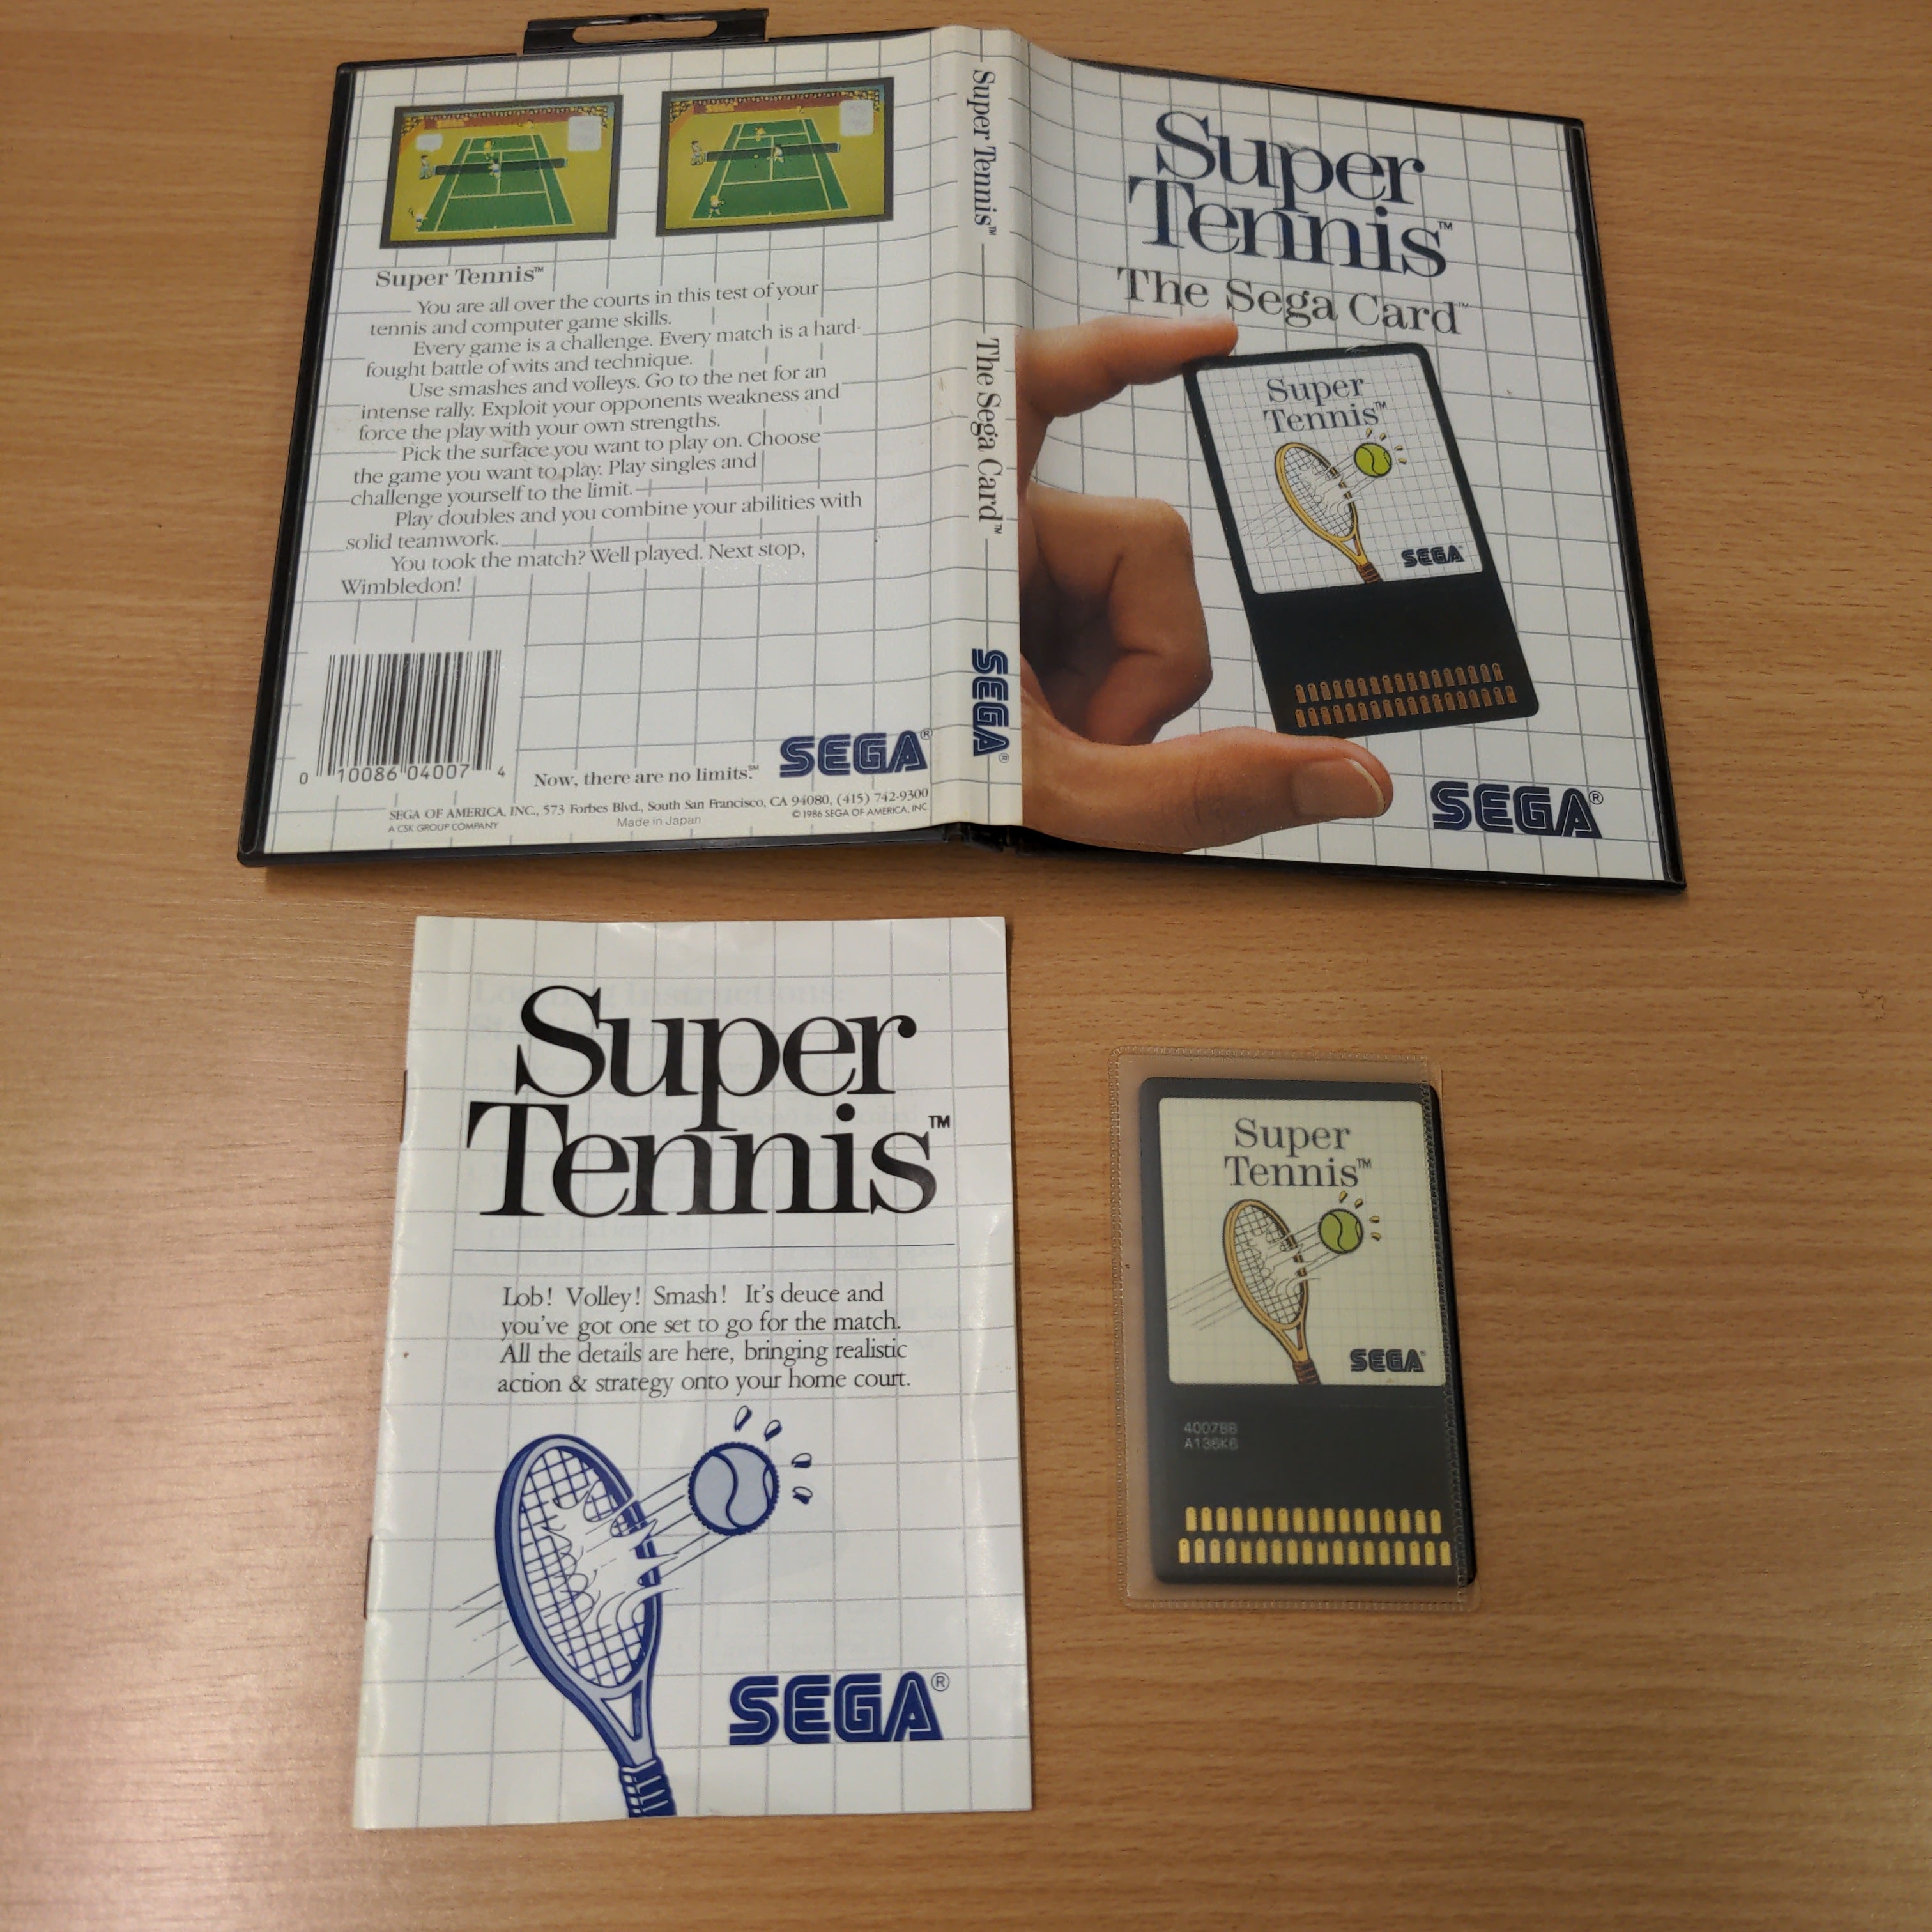 Super Tennis™
You are all over the courts in this test of your
tennis and computer game skills.
Every game is a challenge. Every match is a hard-
fought battle of wits and technique.
Use smashes and volleys. Go to the net for an
intense rally. Exploit your opponents weakness and
force the play with your own strengths.
Pick the surface you want to play on. Choose
the game you want to play. Play singles and
challenge yourself to the limit.
Play doubles and you combine your abilities with
solid teamwork.
You took the match? Well played. Next stop,
Wimbledon!
0 10086 04007 4
Now, there are no limits.℠
SEGA®
SEGA OF AMERICA, INC., 573 Forbes Blvd., South San Francisco, CA 94080, (415) 742-9300
A CSK GROUP COMPANY
Made in Japan
© 1986 SEGA OF AMERICA, INC
Super Tennis™
The Sega Card™
SEGA®
Super
Tennis™
The Sega Card™
Super
Tennis™
SEGA®
SEGA®
Super
Tennis™
Lob! Volley! Smash! It's deuce and
you've got one set to go for the match.
All the details are here, bringing realistic
action & strategy onto your home court.
SEGA®
Super
Tennis™
SEGA®
4007BB
A136K6